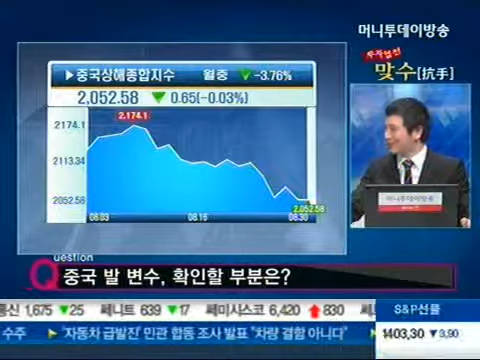 머니투데이방송
투자협진
맞수[抗手]
▶중국상해종합지수 월중 ▼-3.76%
2,052.58 ▼ 0.65(-0.03%)
2,174.1
2174.1
2113.34
2052.58
2,052.58
08.03 08.16 08.30
머니투데이방송
Question
중국 발 변수, 확인할 부분은?
통신 1,675 ▼25 쎄니트 639 ▼17 쎄미시스코 6,420 ⬆830
S&P선물
수주 ▶ '자동차 급발진' 민관 합동 조사 발표 "차량 결함 아니다"
1403,30 ▼3,90